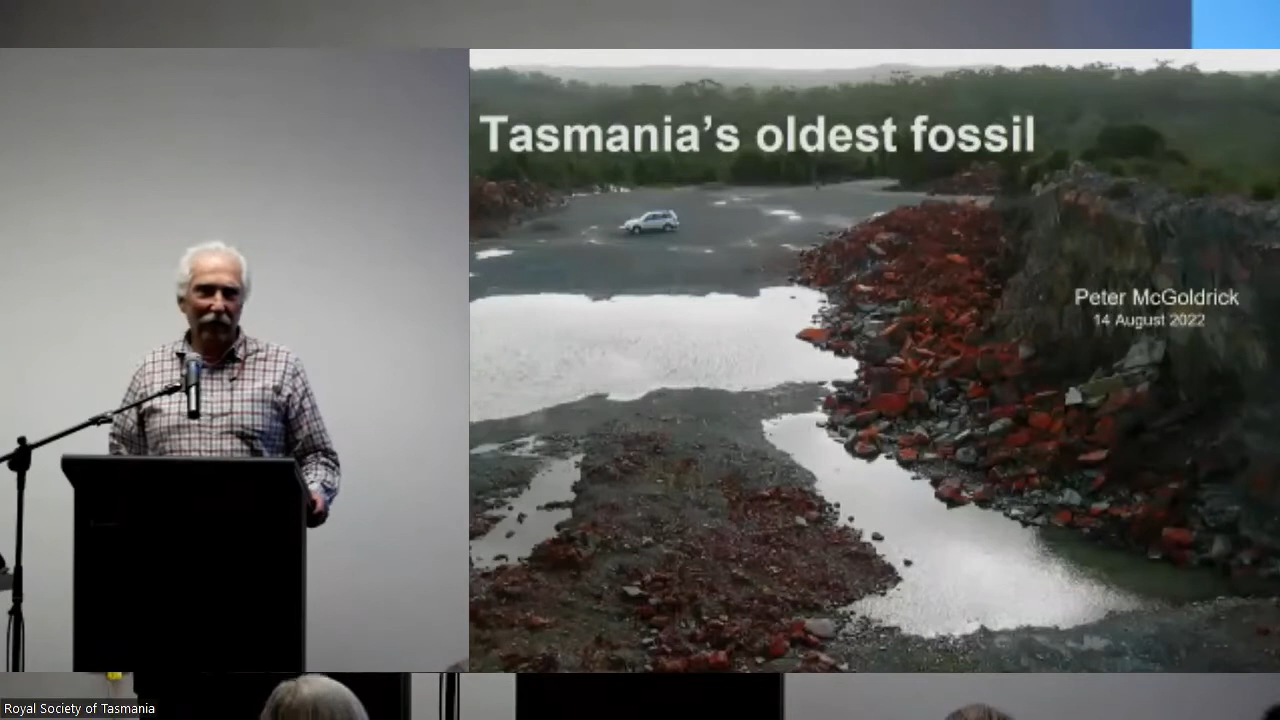 Tasmania's oldest fossil
Peter McGoldrick
14 August 2022
Royal Society of Tasmania